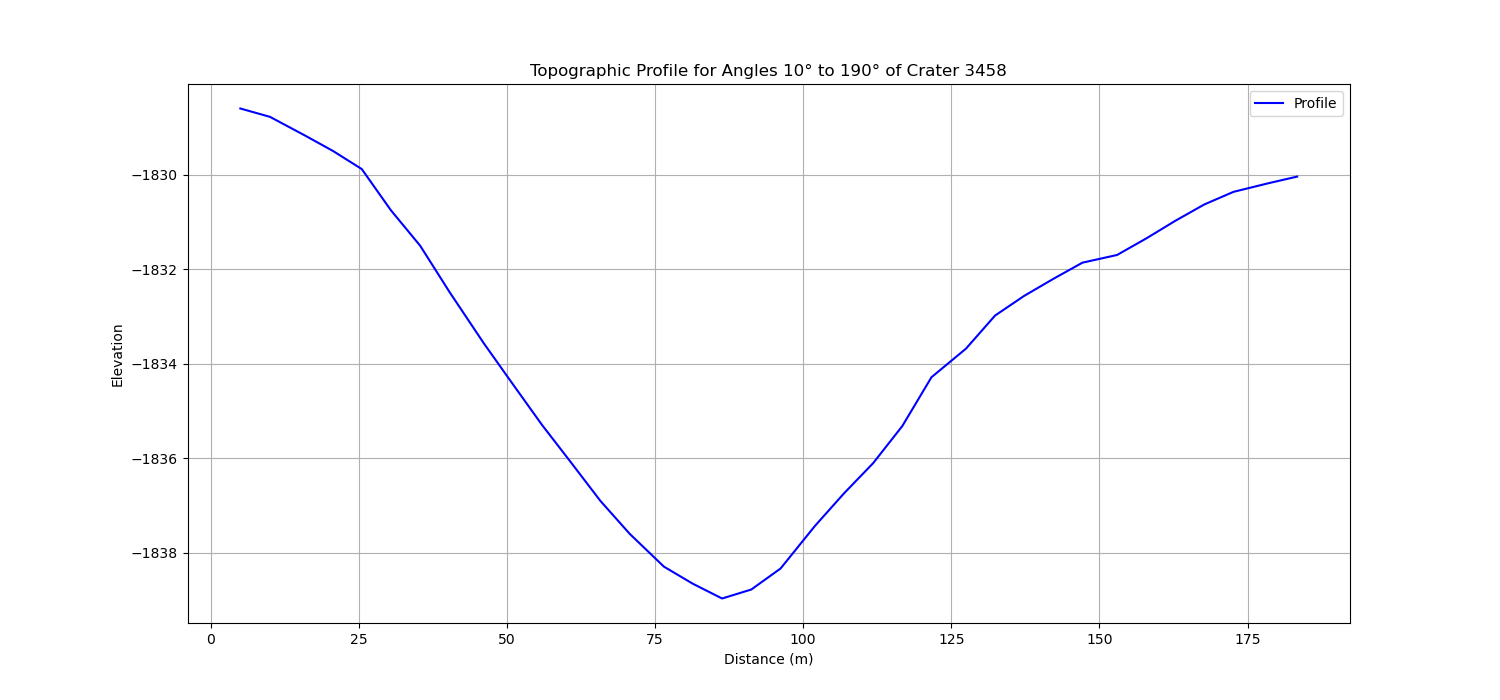 Topographic Profile for Angles 10° to 190° of Crater 3458
Profile
Elevation
−1830
−1832
−1834
−1836
−1838
0 25 50 75 100 125 150 175
Distance (m)